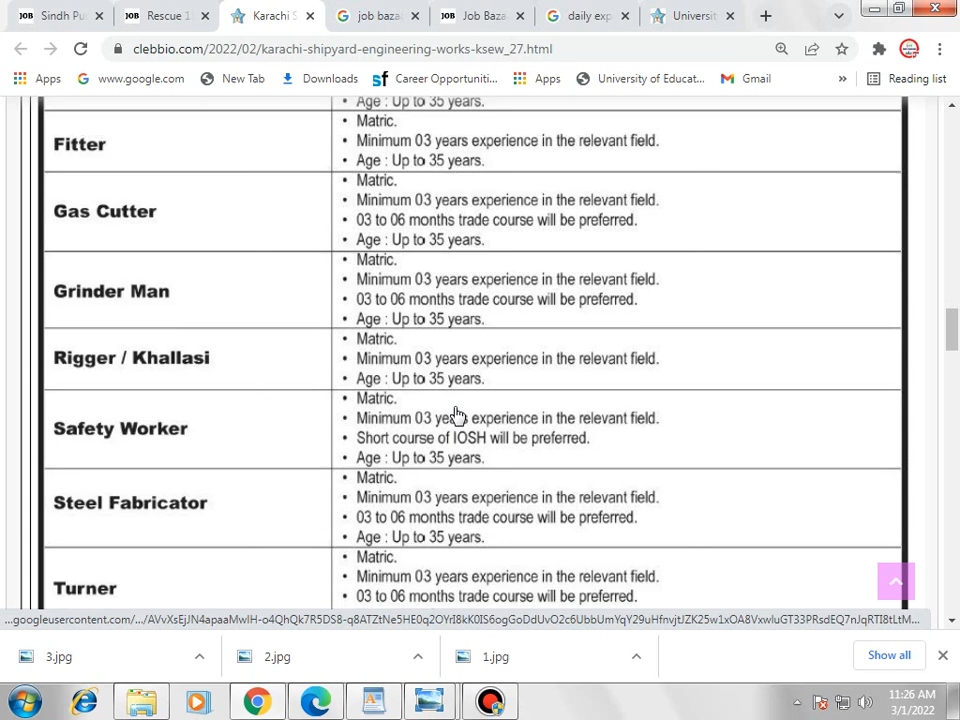 Sindh Pu
Rescue 1
Karachi S
job baza
Job Baza
daily exp
Universit
clebbio.com/2022/02/karachi-shipyard-engineering-works-ksew_27.html
Apps
www.google.com
New Tab
Downloads
Career Opportuniti...
Apps
University of Educat...
Gmail
»
Reading list
• Age : Up to 35 years.
Fitter
• Matric.
• Minimum 03 years experience in the relevant field.
• Age : Up to 35 years.
Gas Cutter
• Matric.
• Minimum 03 years experience in the relevant field.
• 03 to 06 months trade course will be preferred.
• Age : Up to 35 years.
Grinder Man
• Matric.
• Minimum 03 years experience in the relevant field.
• 03 to 06 months trade course will be preferred.
• Age : Up to 35 years.
Rigger / Khallasi
• Matric.
• Minimum 03 years experience in the relevant field.
• Age : Up to 35 years.
Safety Worker
• Matric.
• Minimum 03 years experience in the relevant field.
• Short course of IOSH will be preferred.
• Age : Up to 35 years.
Steel Fabricator
• Matric.
• Minimum 03 years experience in the relevant field.
• 03 to 06 months trade course will be preferred.
• Age : Up to 35 years.
Turner
• Matric.
• Minimum 03 years experience in the relevant field.
• 03 to 06 months trade course will be preferred.
3.jpg
2.jpg
1.jpg
Show all
11:26 AM
3/1/2022